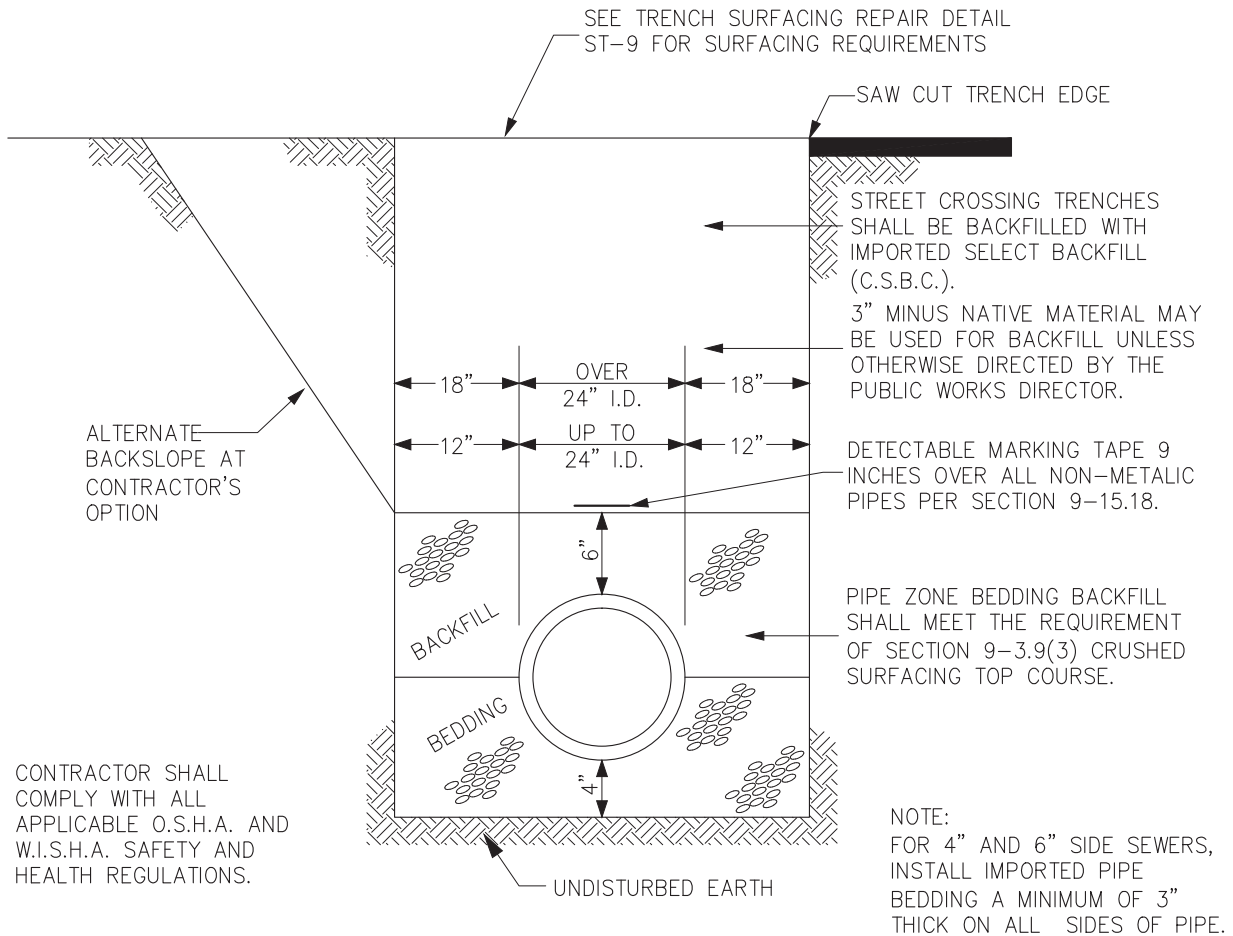 SEE TRENCH SURFACING REPAIR DETAIL
ST-9 FOR SURFACING REQUIREMENTS
SAW CUT TRENCH EDGE
STREET CROSSING TRENCHES
SHALL BE BACKFILLED WITH
IMPORTED SELECT BACKFILL
(C.S.B.C.).
3" MINUS NATIVE MATERIAL MAY
BE USED FOR BACKFILL UNLESS
OTHERWISE DIRECTED BY THE
PUBLIC WORKS DIRECTOR.
18"
OVER
24" I.D.
18"
12"
UP TO
24" I.D.
12"
ALTERNATE
BACKSLOPE AT
CONTRACTOR'S
OPTION
DETECTABLE MARKING TAPE 9
INCHES OVER ALL NON-METALIC
PIPES PER SECTION 9-15.18.
6"
BACKFILL
PIPE ZONE BEDDING BACKFILL
SHALL MEET THE REQUIREMENT
OF SECTION 9-3.9(3) CRUSHED
SURFACING TOP COURSE.
BEDDING
4"
CONTRACTOR SHALL
COMPLY WITH ALL
APPLICABLE O.S.H.A. AND
W.I.S.H.A. SAFETY AND
HEALTH REGULATIONS.
UNDISTURBED EARTH
NOTE:
FOR 4" AND 6" SIDE SEWERS,
INSTALL IMPORTED PIPE
BEDDING A MINIMUM OF 3"
THICK ON ALL SIDES OF PIPE.